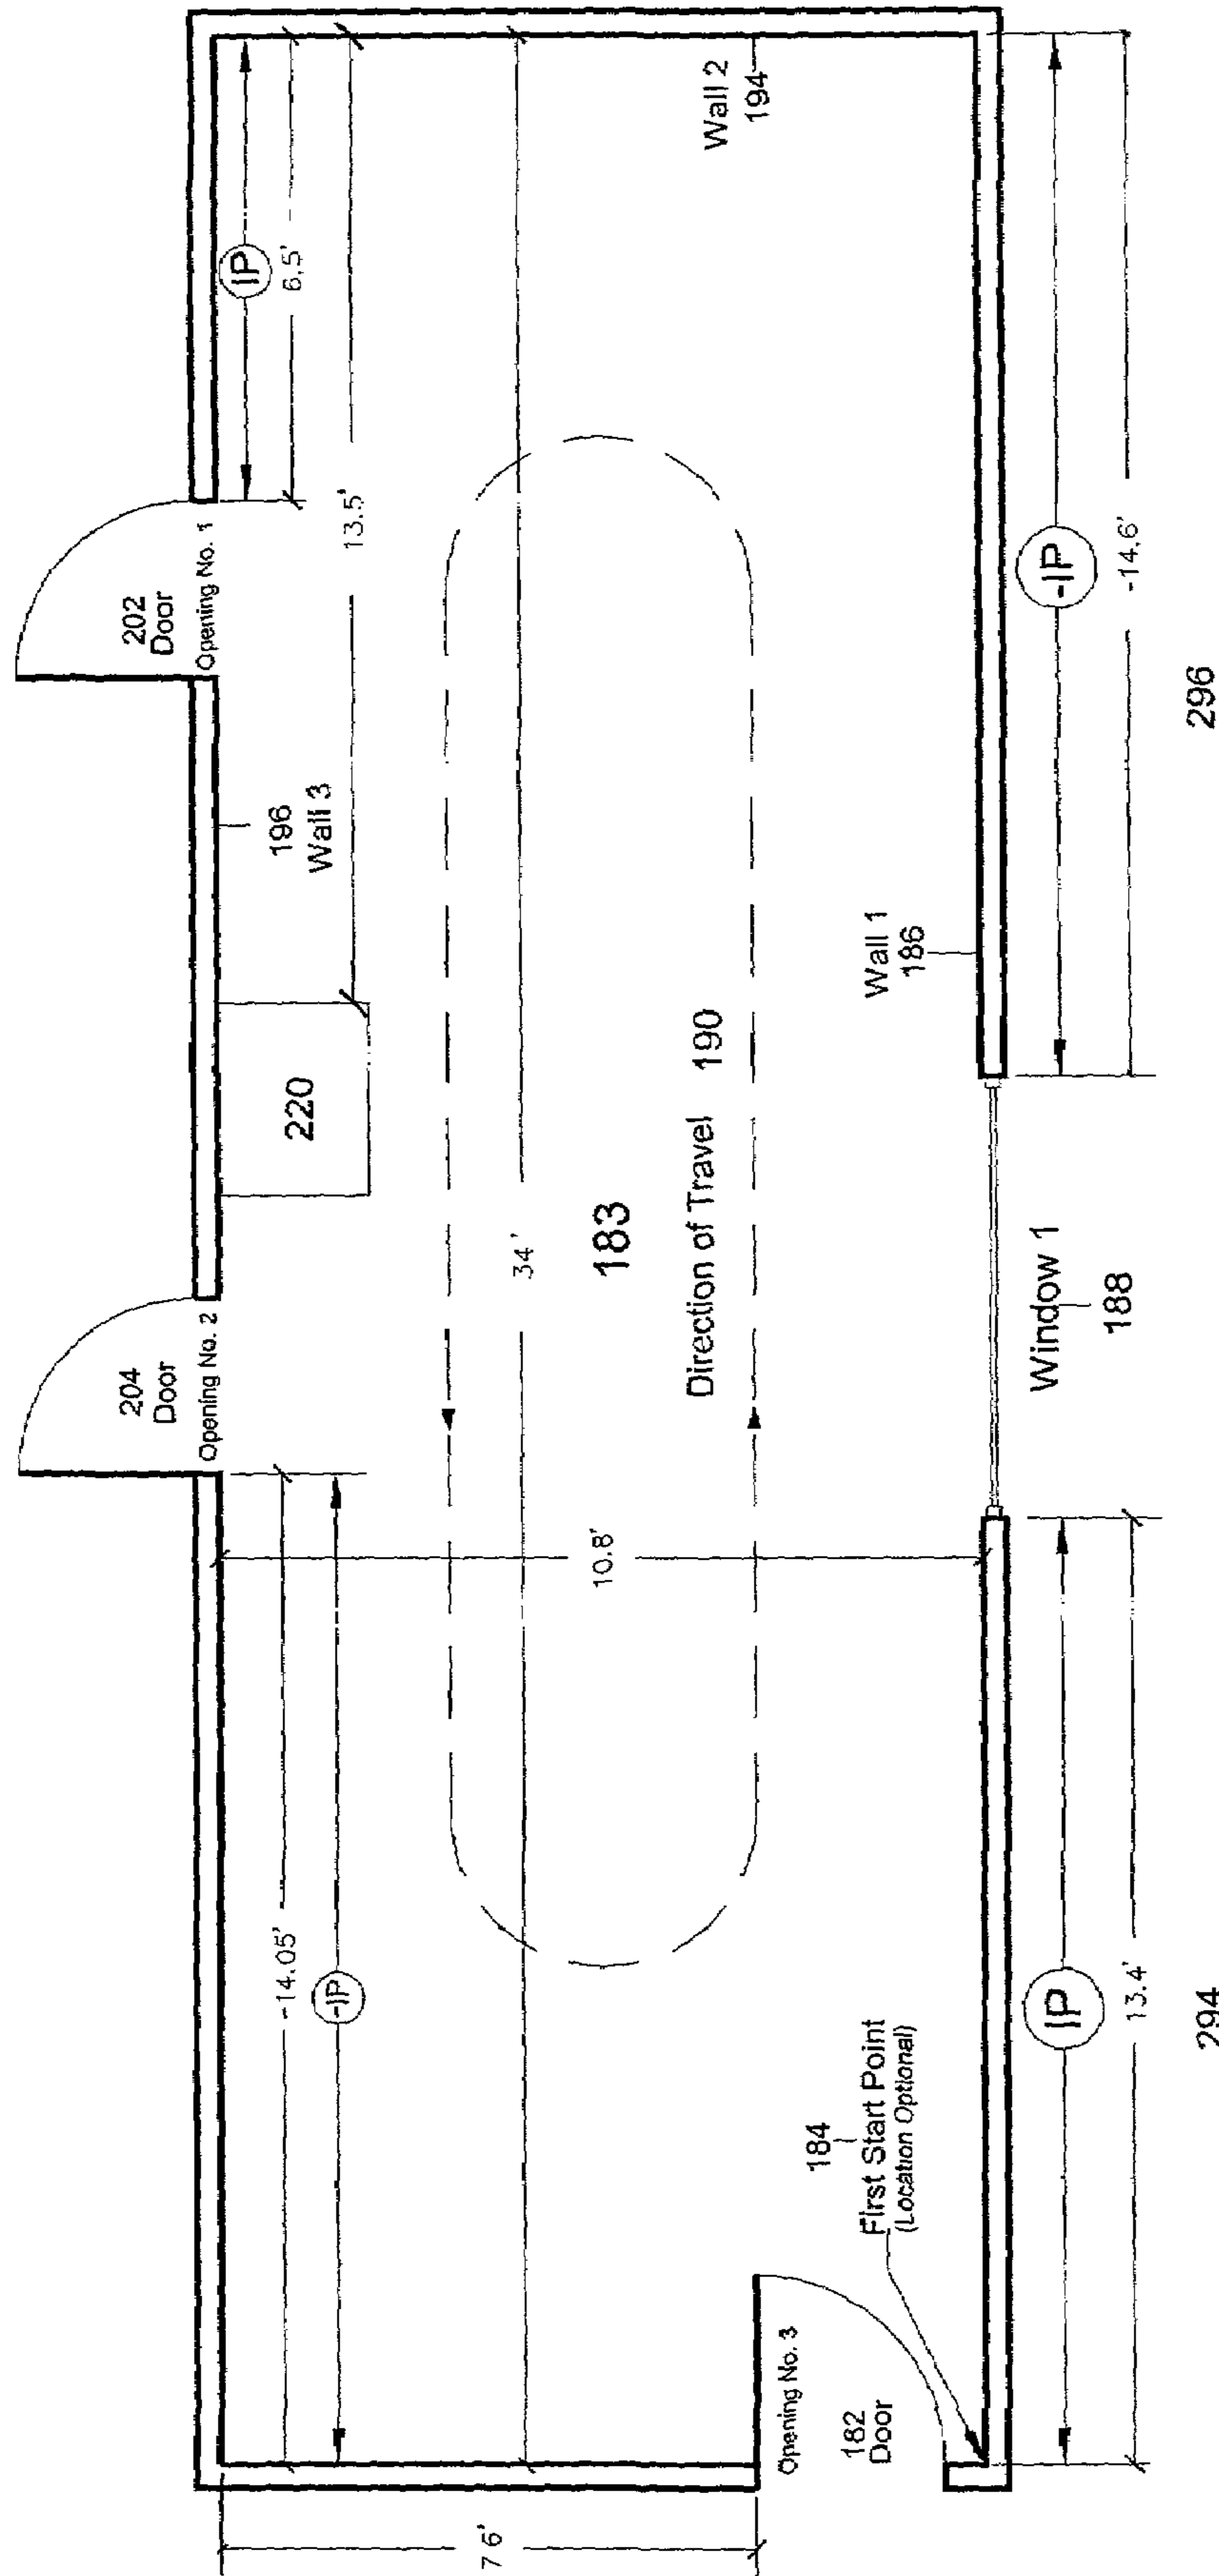 204
Door
Opening No. 2
202
Door
Opening No. 1
-14.05'
-IP
220
196
Wall 3
IP
6.5'
13.5'
34'
183
10.8'
Direction of Travel 190
7 6'
Opening No. 3
182
Door
184
First Start Point
(Location Optional)
Wall 1
186
Wall 2
194
IP
13.4'
Window 1
188
-IP
-14.6'
294
296